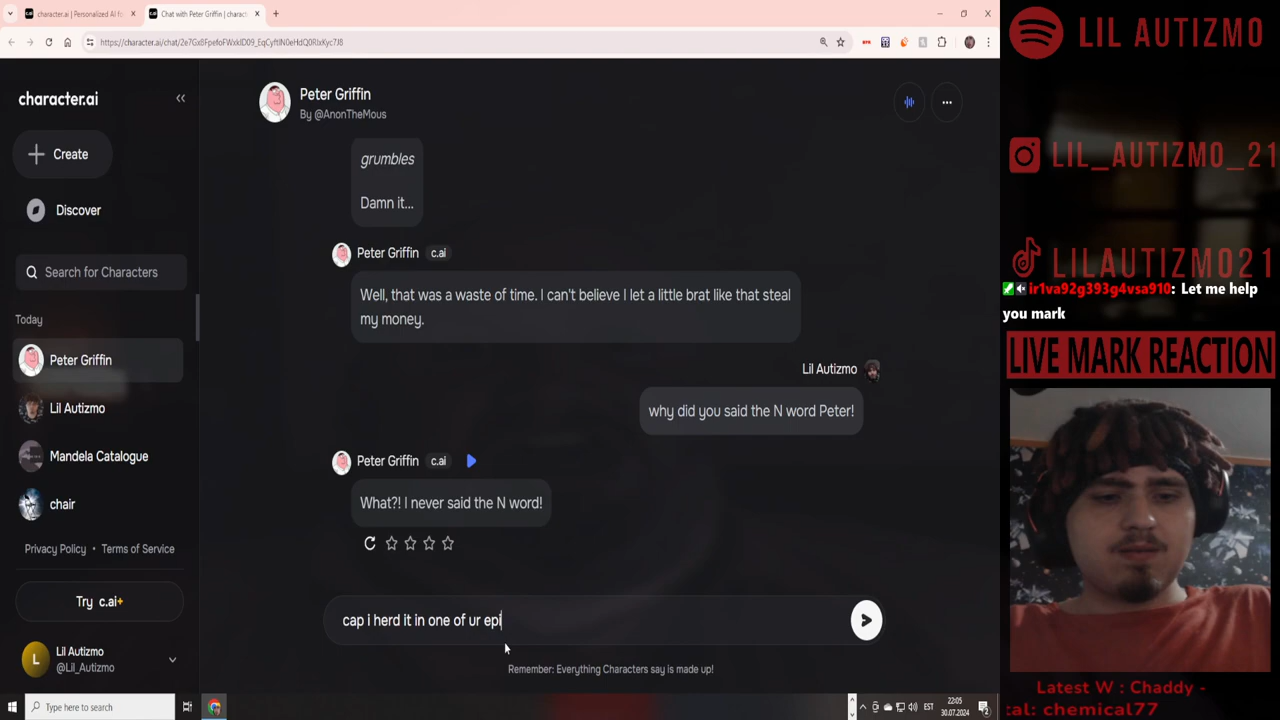 character.ai | Personalized AI fo
Chat with Peter Griffin | charac
https://character.ai/chat/
character.ai
Create
Discover
Search for Characters
Today
Peter Griffin
Lil Autizmo
Mandela Catalogue
chair
Privacy Policy • Terms of Service
Try c.ai+
L
Lil Autizmo
@Lil_Autizmo
Peter Griffin
By @AnonTheMous
grumbles
Damn it...
Peter Griffin c.ai
Well, that was a waste of time. I can't believe I let a little brat like that steal
my money.
Lil Autizmo
why did you said the N word Peter!
Peter Griffin c.ai
What?! I never said the N word!
cap i herd it in one of ur epi
Remember: Everything Characters say is made up!
LIL AUTIZMO
LIL_AUTIZMO_21
LILAUTIZMO21
ir1va92g393g4vsa910: Let me help
you mark
LIVE MARK REACTION
Latest W : Chaddy -
tal: chemical77
Type here to search
EST
22:05
30.07.2024
2